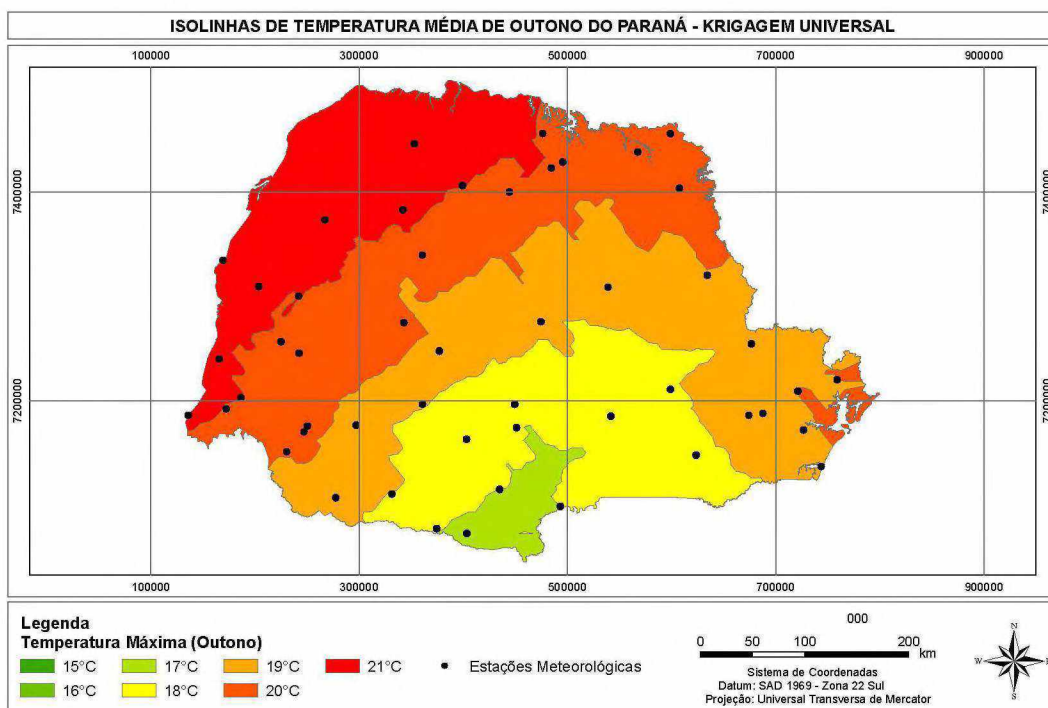 ISOLINHAS DE TEMPERATURA MÉDIA DE OUTONO DO PARANÁ - KRIGAGEM UNIVERSAL
100000 300000 500000 700000 900000
7400000 7400000
7200000 7200000
100000 300000 500000 700000 900000
Legenda
Temperatura Máxima (Outono)
15°C 17°C 19°C 21°C Estações Meteorológicas
16°C 18°C 20°C
000
0 50 100 200
km
Sistema de Coordenadas
Datum: SAD 1969 - Zona 22 Sul
Projeção: Universal Transversa de Mercator
N
W E
S